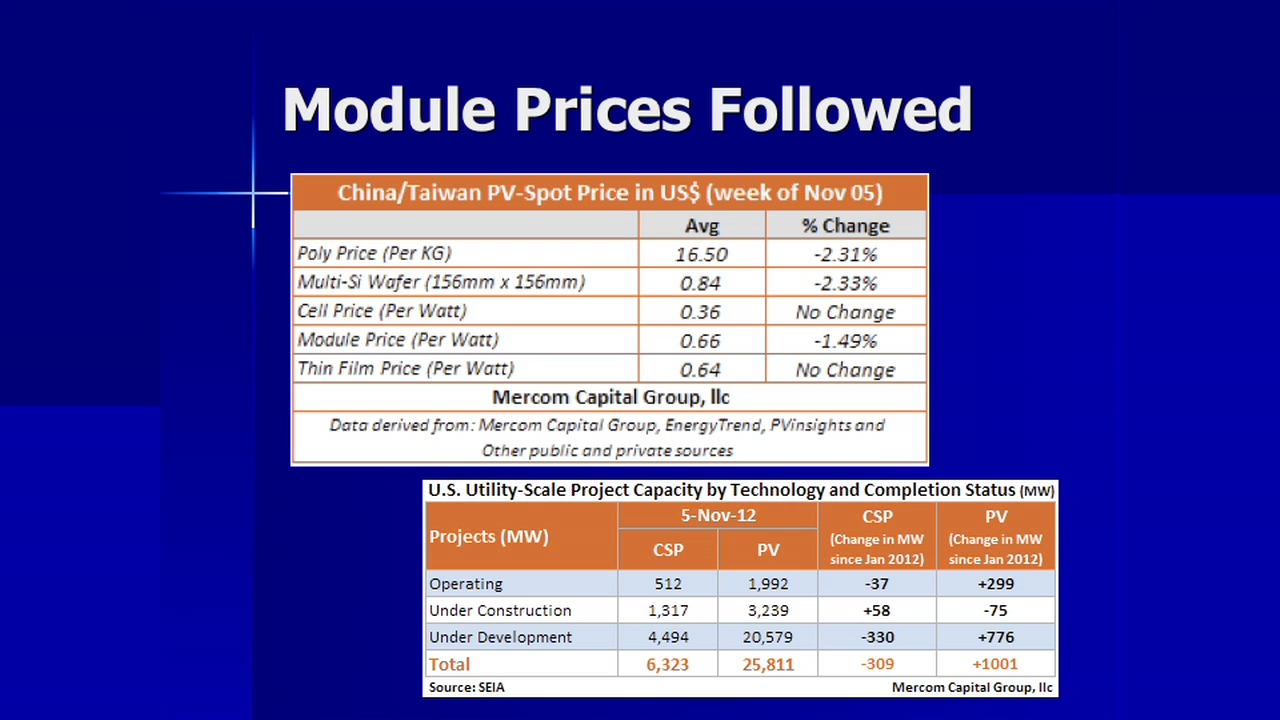 Module Prices Followed
China/Taiwan PV-Spot Price in US$ (week of Nov 05)
Avg % Change
Poly Price (Per KG) 16.50 -2.31%
Multi-Si Wafer (156mm x 156mm) 0.84 -2.33%
Cell Price (Per Watt) 0.36 No Change
Module Price (Per Watt) 0.66 -1.49%
Thin Film Price (Per Watt) 0.64 No Change
Mercom Capital Group, llc
Data derived from: Mercom Capital Group, EnergyTrend, PVinsights and
Other public and private sources
U.S. Utility-Scale Project Capacity by Technology and Completion Status (MW)
Projects (MW) 5-Nov-12 CSP PV
CSP PV (Change in MW (Change in MW
since Jan 2012) since Jan 2012)
Operating 512 1,992 -37 +299
Under Construction 1,317 3,239 +58 -75
Under Development 4,494 20,579 -330 +776
Total 6,323 25,811 -309 +1001
Source: SEIA Mercom Capital Group, llc